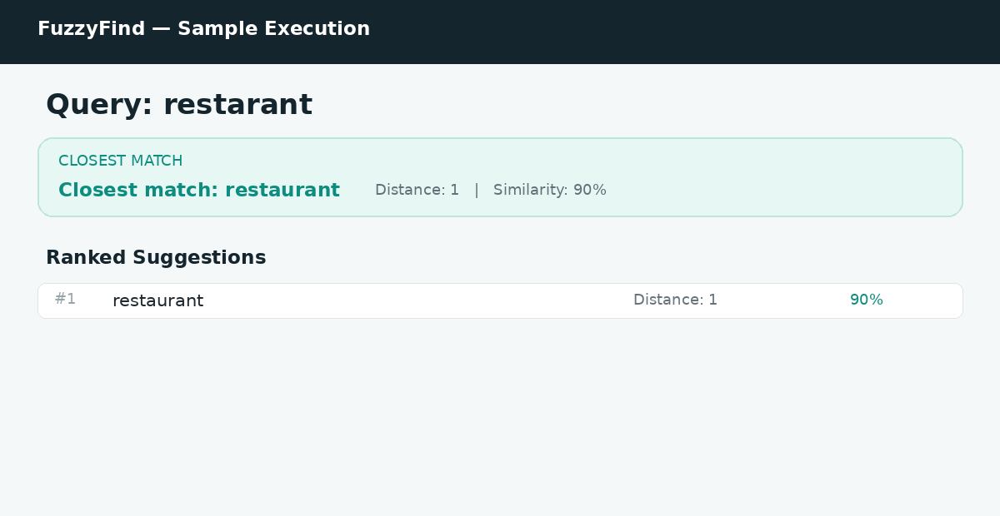 FuzzyFind — Sample Execution
Query: restarant
CLOSEST MATCH
Closest match: restaurant Distance: 1 | Similarity: 90%
Ranked Suggestions
#1 restaurant Distance: 1 90%